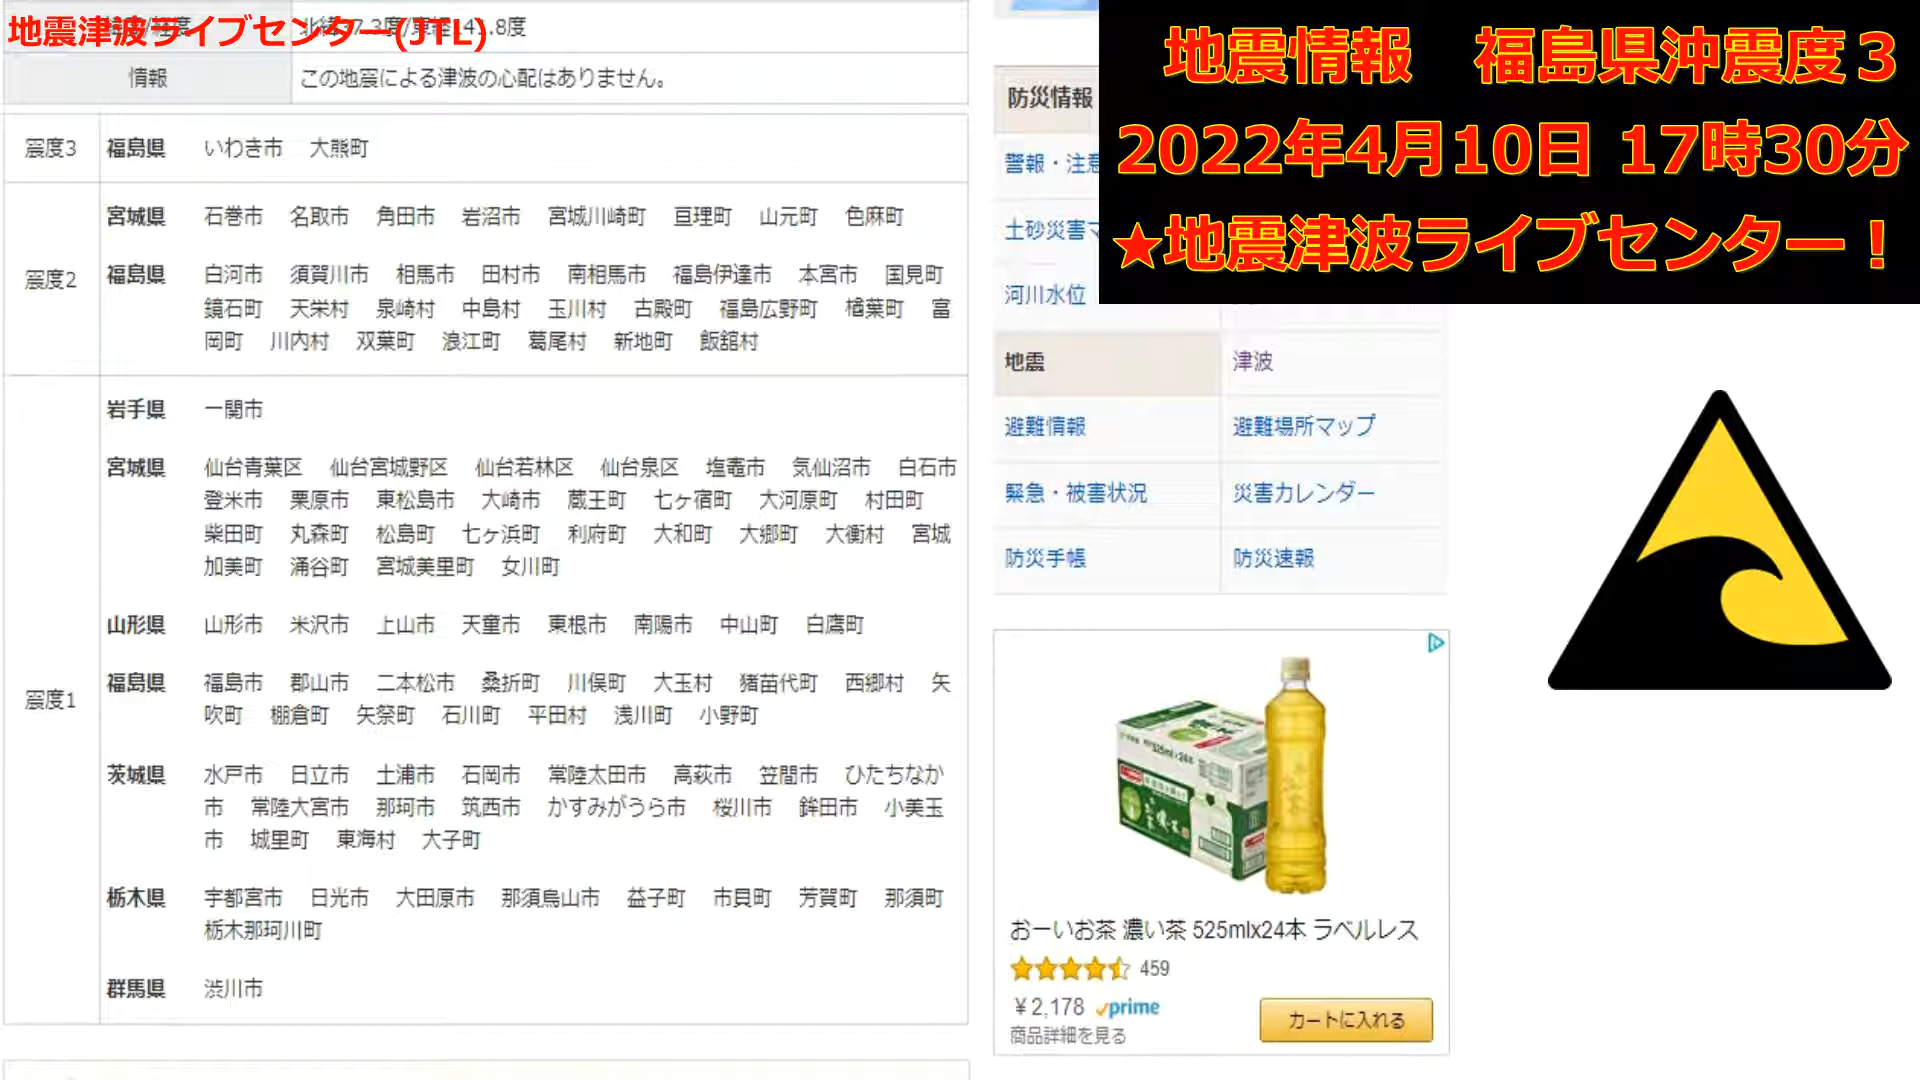 地震津波ライブセンター (JTL)
情報 この地震による津波の心配はありません。
震度3 福島県 いわき市 大熊町
震度2
宮城県 石巻市 名取市 角田市 岩沼市 宮城川崎町 亘理町 山元町 色麻町
福島県 白河市 須賀川市 相馬市 田村市 南相馬市 福島伊達市 本宮市 国見町
鏡石町 天栄村 泉崎村 中島村 玉川村 古殿町 福島広野町 楢葉町 富
岡町 川内村 双葉町 浪江町 葛尾村 新地町 飯舘村
震度1
岩手県 一関市
宮城県 仙台青葉区 仙台宮城野区 仙台若林区 仙台泉区 塩竈市 気仙沼市 白石市
登米市 栗原市 東松島市 大崎市 蔵王町 七ヶ宿町 大河原町 村田町
柴田町 丸森町 松島町 七ヶ浜町 利府町 大和町 大郷町 大衡村 宮城
加美町 涌谷町 宮城美里町 女川町
山形県 山形市 米沢市 上山市 天童市 東根市 南陽市 中山町 白鷹町
福島県 福島市 郡山市 二本松市 桑折町 川俣町 大玉村 猪苗代町 西郷村 矢
吹町 棚倉町 矢祭町 石川町 平田村 浅川町 小野町
茨城県 水戸市 日立市 土浦市 石岡市 常陸太田市 高萩市 笠間市 ひたちなか
市 常陸大宮市 那珂市 筑西市 かすみがうら市 桜川市 鉾田市 小美玉
市 城里町 東海村 大子町
栃木県 宇都宮市 日光市 大田原市 那須烏山市 益子町 市貝町 芳賀町 那須町
栃木那珂川町
群馬県 渋川市
地震情報 福島県沖震度3
2022年4月10日 17時30分
★地震津波ライブセンター!
防災情報
警報・注意
土砂災害マ
河川水位
地震 津波
避難情報 避難場所マップ
緊急・被害状況 災害カレンダー
防災手帳 防災速報
おーいお茶 濃い茶 525mlx24本 ラベルレス
459
¥2,178 prime
商品詳細を見る
カートに入れる